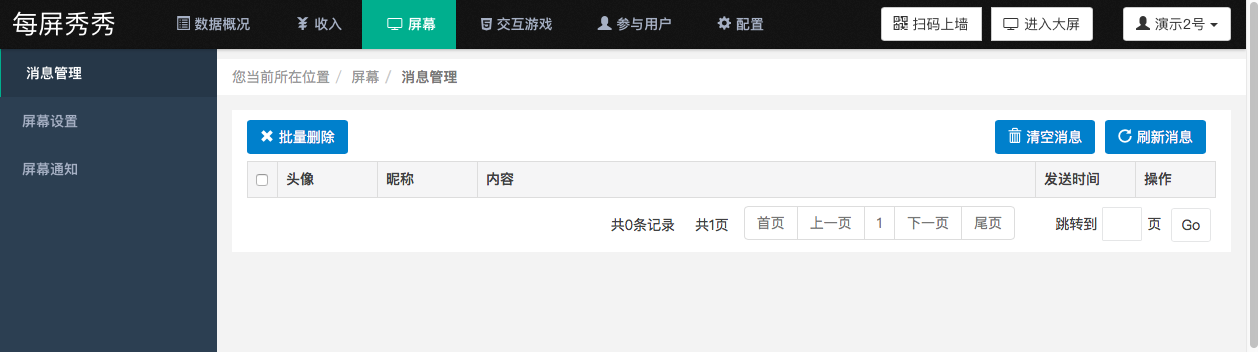 每屏秀秀 数据概况 收入 屏幕 交互游戏 参与用户 配置 扫码上墙 进入大屏 演示2号
消息管理
屏幕设置
屏幕通知
您当前所在位置 / 屏幕 / 消息管理
批量删除 清空消息 刷新消息
头像 昵称 内容 发送时间 操作
共0条记录 共1页 首页 上一页 1 下一页 尾页 跳转到 页 Go